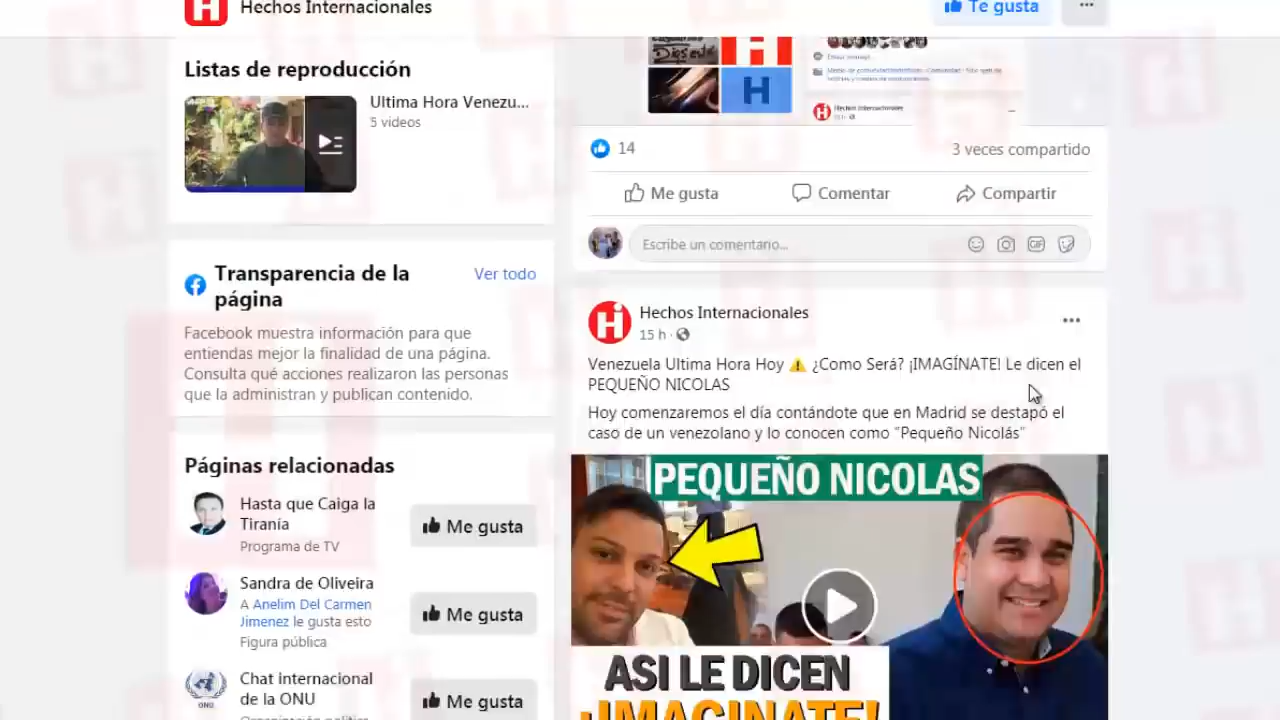 Hechos Internacionales
Te gusta
Listas de reproducción
Ultima Hora Venezu...
5 videos
Transparencia de la
página
Ver todo
Facebook muestra información para que
entiendas mejor la finalidad de una página.
Consulta qué acciones realizaron las personas
que la administran y publican contenido.
Páginas relacionadas
Hasta que Caiga la
Tiranía
Programa de TV
Me gusta
Sandra de Oliveira
A Anelim Del Carmen
Jimenez le gusta esto
Figura pública
Me gusta
Chat internacional
de la ONU
ONU
Me gusta
H
H
Hechos Internacionales
14
3 veces compartido
Me gusta
Comentar
Compartir
Escribe un comentario...
GIF
Hechos Internacionales
15 h ·
Venezuela Ultima Hora Hoy ⚠ ¿Como Será? ¡IMAGÍNATE! Le dicen el
PEQUEÑO NICOLAS
Hoy comenzaremos el día contándote que en Madrid se destapó el
caso de un venezolano y lo conocen como "Pequeño Nicolás"
PEQUEÑO NICOLAS
ASI LE DICEN
¡IMAGINATE!